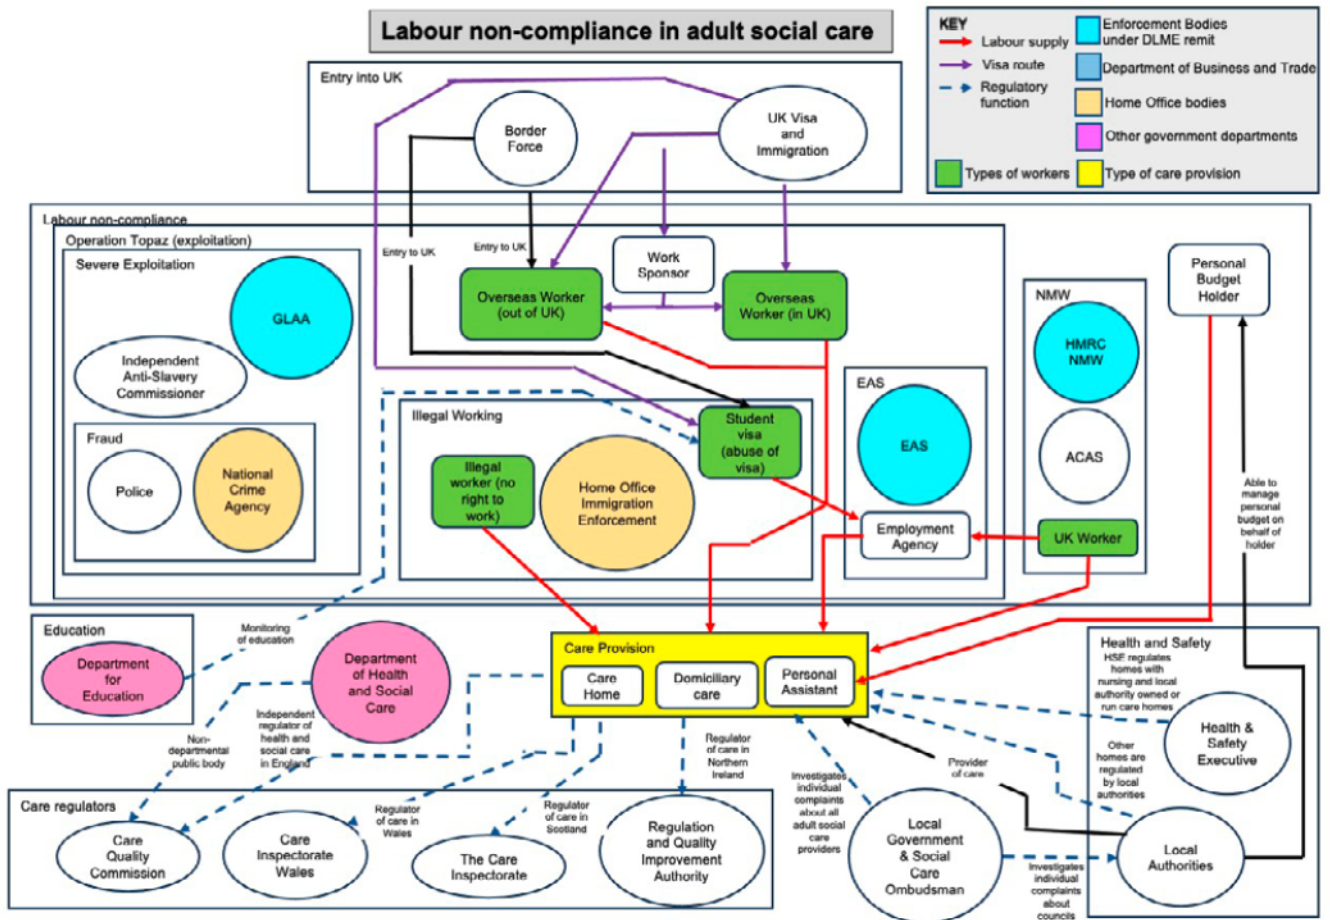 Labour non-compliance in adult social care
KEY
Labour supply
Visa route
Regulatory
function
Enforcement Bodies
under DLME remit
Department of Business and Trade
Home Office bodies
Other government departments
Types of workers
Type of care provision
Entry into UK
Border
Force
UK Visa
and
Immigration
Labour non-compliance
Operation Topaz (exploitation)
Severe Exploitation
GLAA
Independent
Anti-Slavery
Commissioner
Fraud
Police
National
Crime
Agency
Entry to UK
Entry to UK
Work
Sponsor
Overseas Worker
(out of UK)
Overseas
Worker (in UK)
Personal
Budget
Holder
NMW
HMRC
NMW
ACAS
UK Worker
EAS
EAS
Employment
Agency
Illegal Working
Student
visa
(abuse of
visa)
Illegal
worker (no
right to
work)
Home Office
Immigration
Enforcement
Able to
manage
personal
budget on
behalf of
holder
Education
Department
for
Education
Monitoring
of education
Department
of Health
and Social
Care
Non-
departmental
public body
Independent
regulator of
health and
social care
in England
Care Provision
Care
Home
Domiciliary
care
Personal
Assistant
Health and Safety
HSE regulates
homes with
nursing and local
authority owned or
run care homes
Health &
Safety
Executive
Other
homes are
regulated
by local
authorities
Local
Authorities
Provider
of care
Regulator
of care in
Northern
Ireland
Investigates
individual
complaints
about all
adult social
care
providers
Local
Government
& Social
Care
Ombudsman
Investigates
individual
complaints
about
councils
Care regulators
Care
Quality
Commission
Care
Inspectorate
Wales
Regulator
of care in
Wales
The Care
Inspectorate
Regulator
of care in
Scotland
Regulation
and Quality
Improvement
Authority